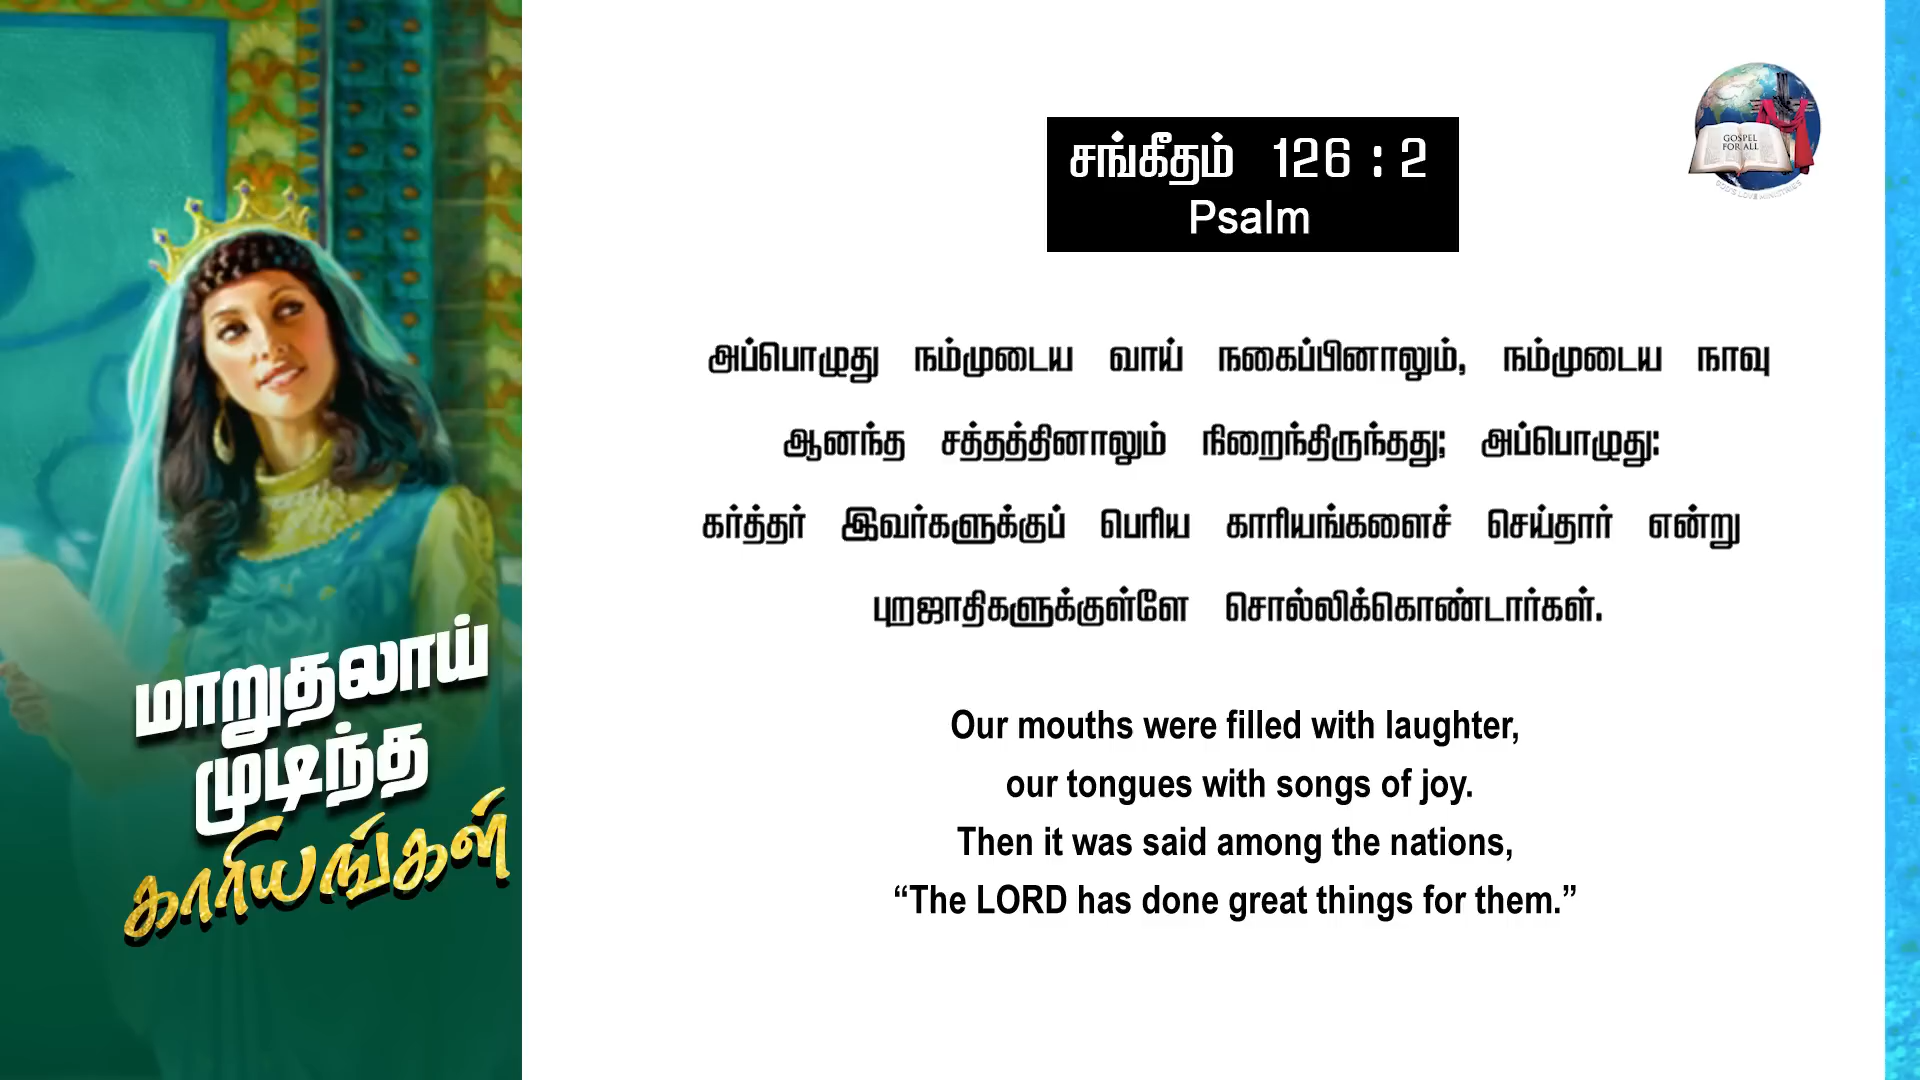 சங்கீதம் 126 : 2
Psalm
GOSPEL
FOR ALL
GOD'S LOVE MINISTRIES
அப்பொழுது நம்முடைய வாய் நகைப்பினாலும், நம்முடைய நாவு
ஆனந்த சத்தத்தினாலும் நிறைந்திருந்தது; அப்பொழுது:
கர்த்தர் இவர்களுக்குப் பெரிய காரியங்களைச் செய்தார் என்று
புறஜாதிகளுக்குள்ளே சொல்லிக்கொண்டார்கள்.
Our mouths were filled with laughter,
our tongues with songs of joy.
Then it was said among the nations,
“The LORD has done great things for them.”
மாறுதலாய்
முடிந்த
காரியங்கள்